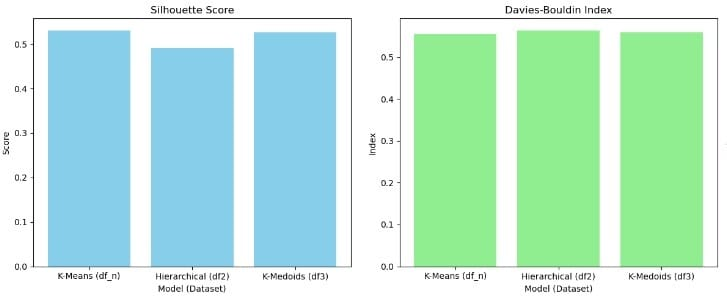 Silhouette Score
0.5
0.4
0.3
0.2
0.1
0.0
Score
K-Means (df_n)
Hierarchical (df2)
K-Medoids (df3)
Model (Dataset)
Davies-Bouldin Index
0.5
0.4
0.3
0.2
0.1
0.0
Index
K-Means (df_n)
Hierarchical (df2)
K-Medoids (df3)
Model (Dataset)